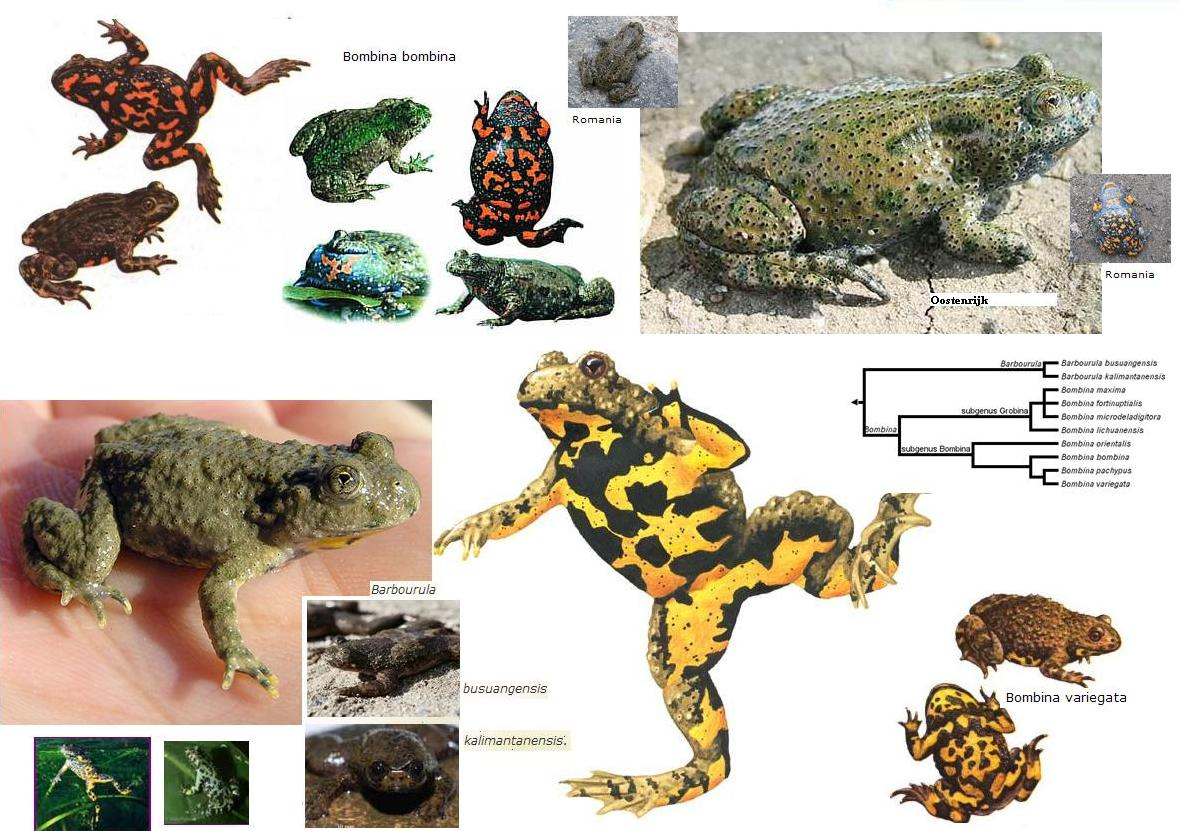 Bombina bombina
Romania
Oostenrijk
Romania
Barbourula
Barbourula busuangensis
Barbourula kalimantanensis
Bombina maxima
subgenus Grobina
Bombina fortinuptialis
Bombina microdeladigitora
Bombina lichuanensis
Bombina
subgenus Bombina
Bombina orientalis
Bombina bombina
Bombina pachypus
Bombina variegata
Barbourula
busuangensis
kalimantanensis.
Bombina variegata